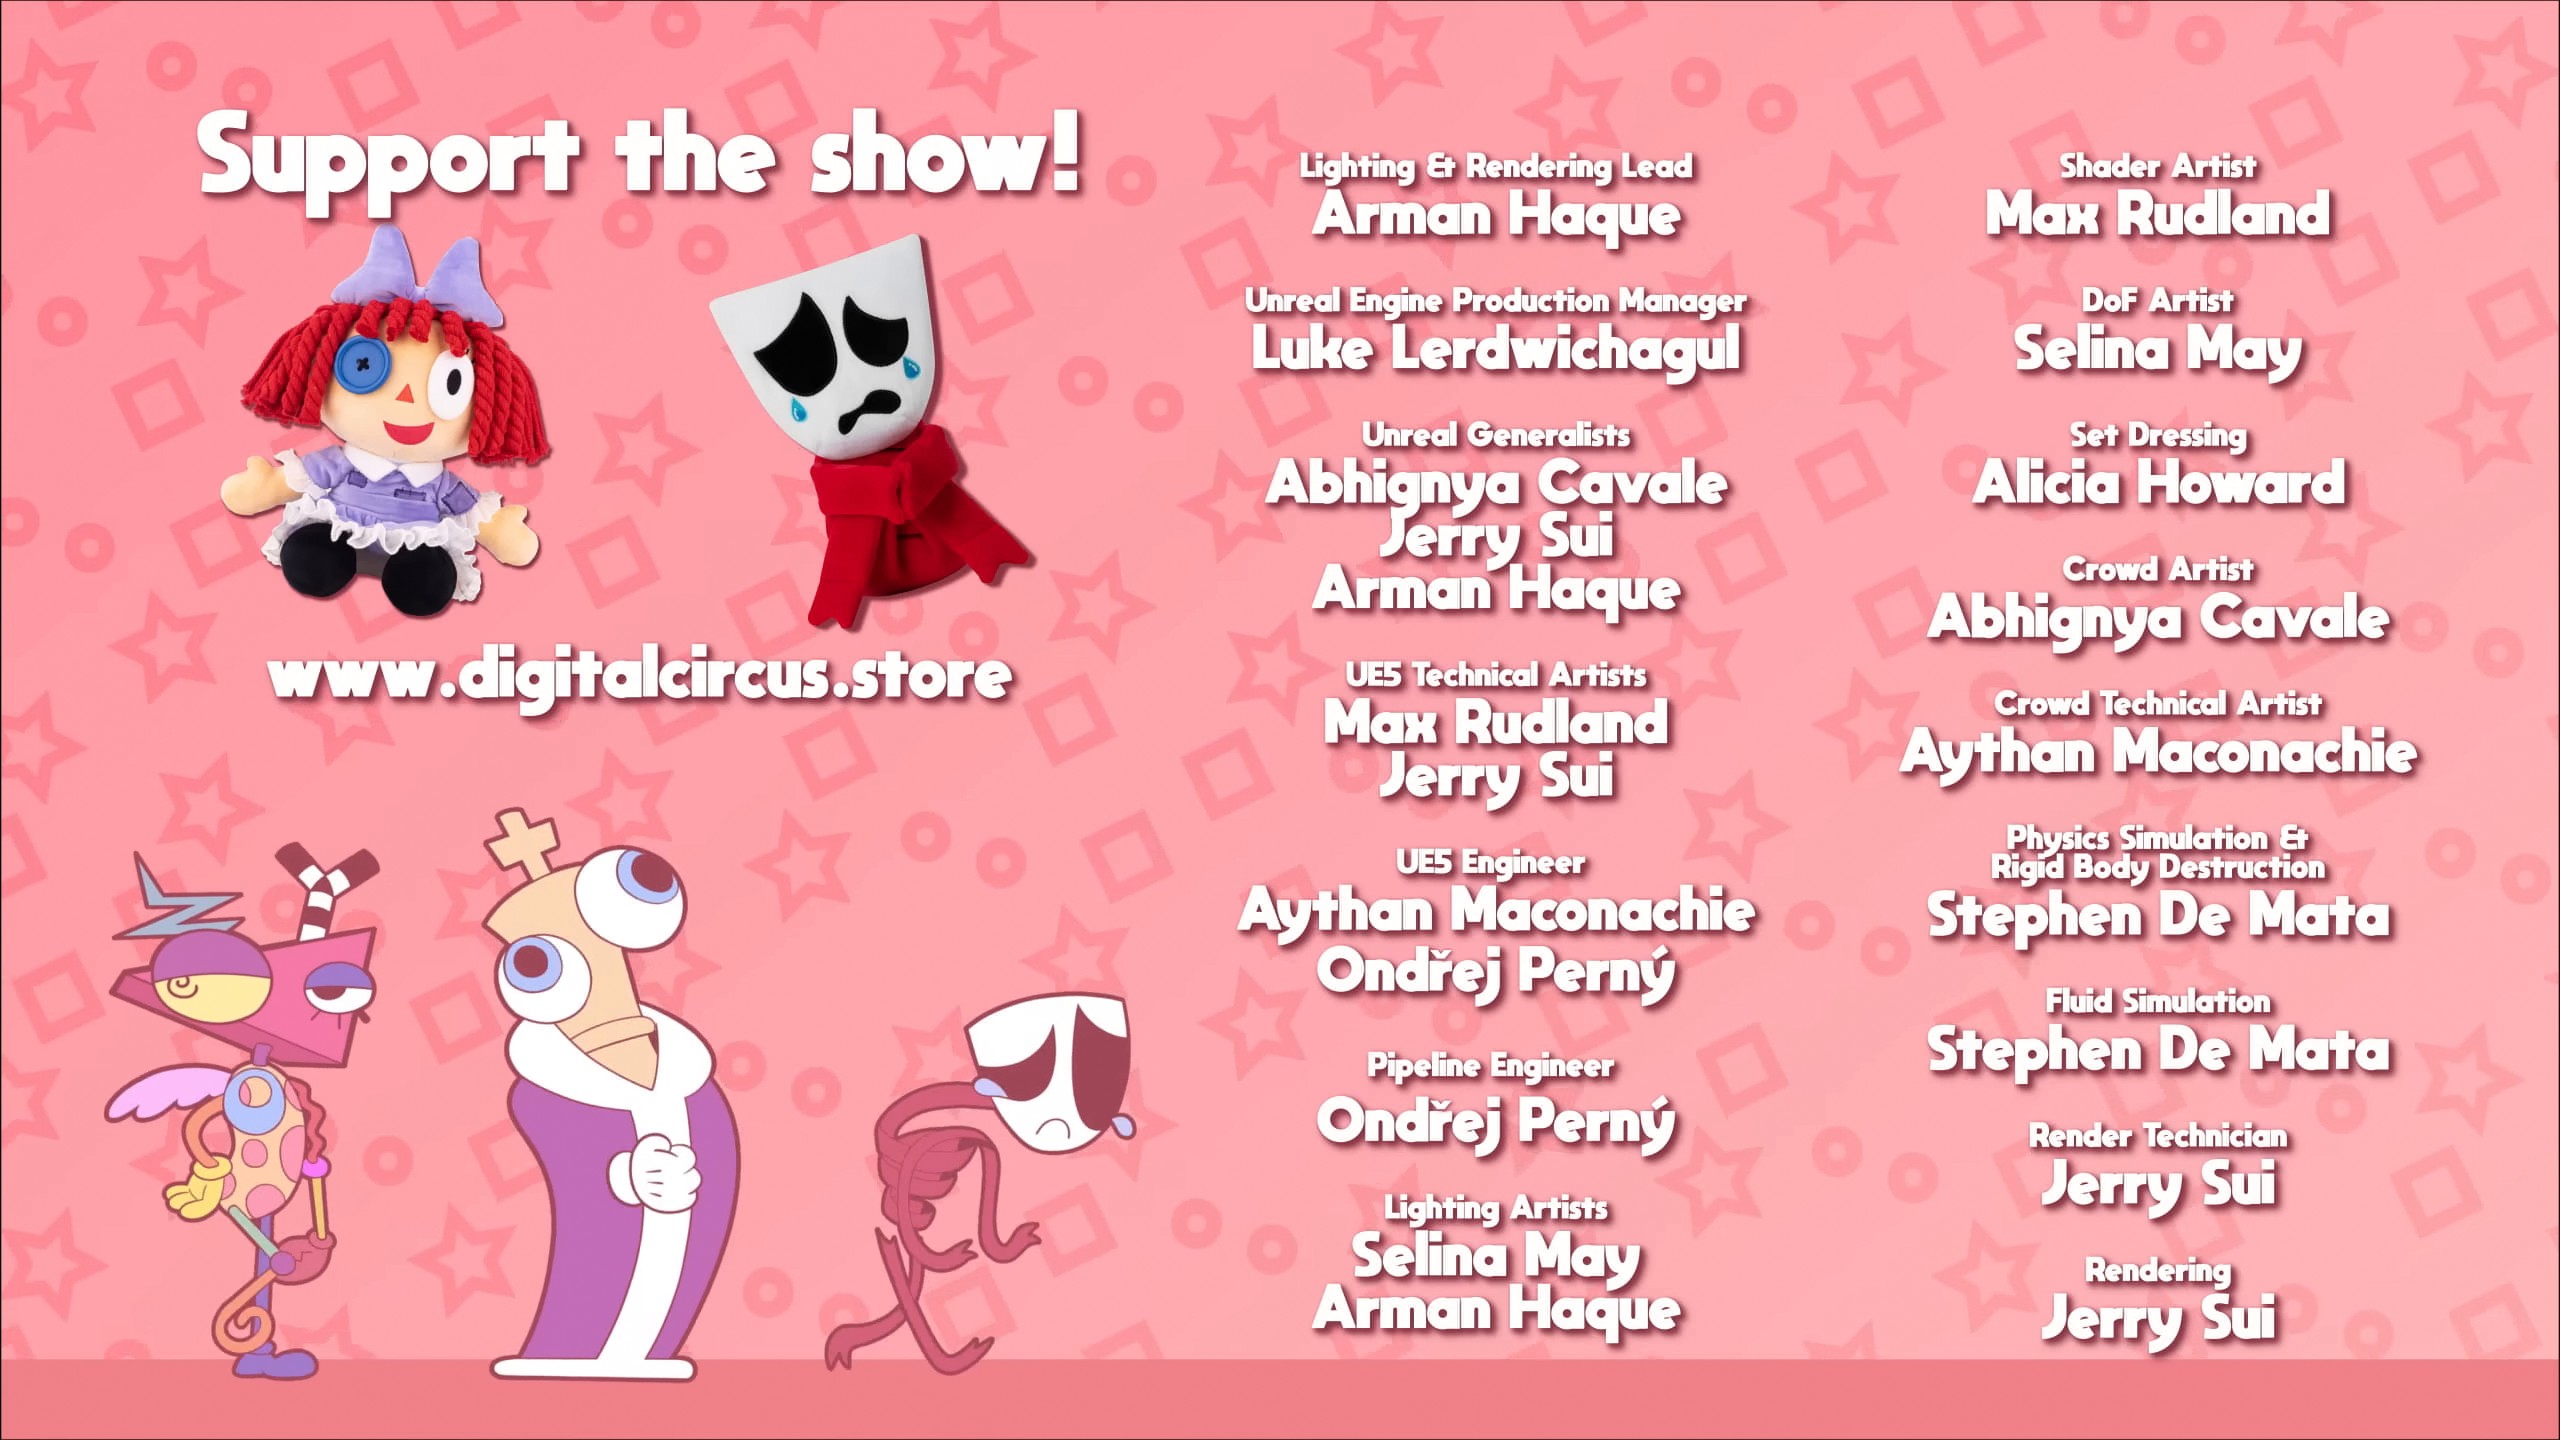 Support the show!
www.digitalcircus.store
Lighting & Rendering Lead
Arman Haque
Unreal Engine Production Manager
Luke Lerdwichagul
Unreal Generalists
Abhignya Cavale
Jerry Sui
Arman Haque
UE5 Technical Artists
Max Rudland
Jerry Sui
UE5 Engineer
Aythan Maconachie
Ondřej Perný
Pipeline Engineer
Ondřej Perný
Lighting Artists
Selina May
Arman Haque
Shader Artist
Max Rudland
DoF Artist
Selina May
Set Dressing
Alicia Howard
Crowd Artist
Abhignya Cavale
Crowd Technical Artist
Aythan Maconachie
Physics Simulation &
Rigid Body Destruction
Stephen De Mata
Fluid Simulation
Stephen De Mata
Render Technician
Jerry Sui
Rendering
Jerry Sui